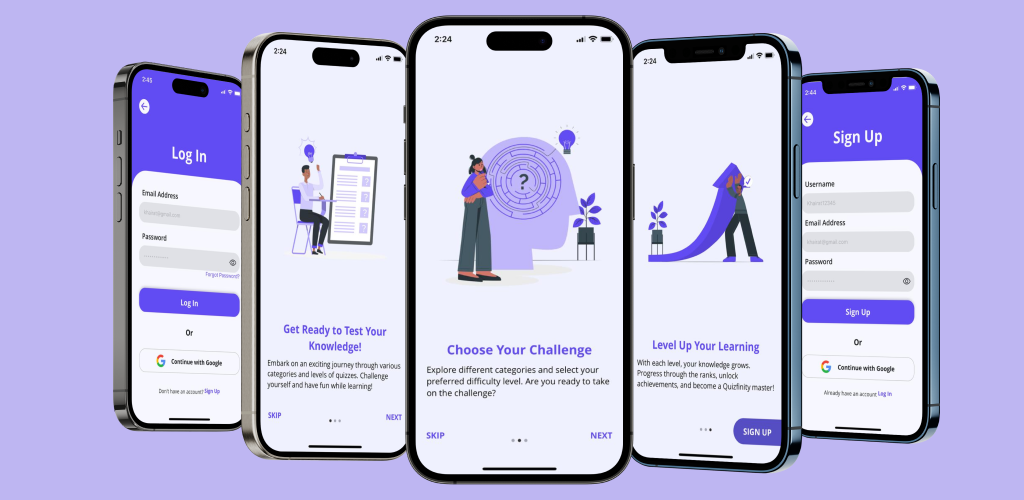 2:45
Log In
Email Address
Password
Forgot Password?
Log In
Or
Continue with Google
Don't have an account? Sign Up
2:24
Get Ready to Test Your
Knowledge!
Embark on an exciting journey through various
categories and levels of quizzes. Challenge
yourself and have fun while learning!
SKIP
NEXT
2:24
?
Choose Your Challenge
Explore different categories and select your
preferred difficulty level. Are you ready to take
on the challenge?
SKIP
NEXT
2:24
Level Up Your Learning
With each level, your knowledge grows.
Progress through the ranks, unlock
achievements, and become a Quizfinity master!
SIGN UP
2:44
Sign Up
Username
Email Address
Password
Sign Up
Or
Continue with Google
Already have an account Log In